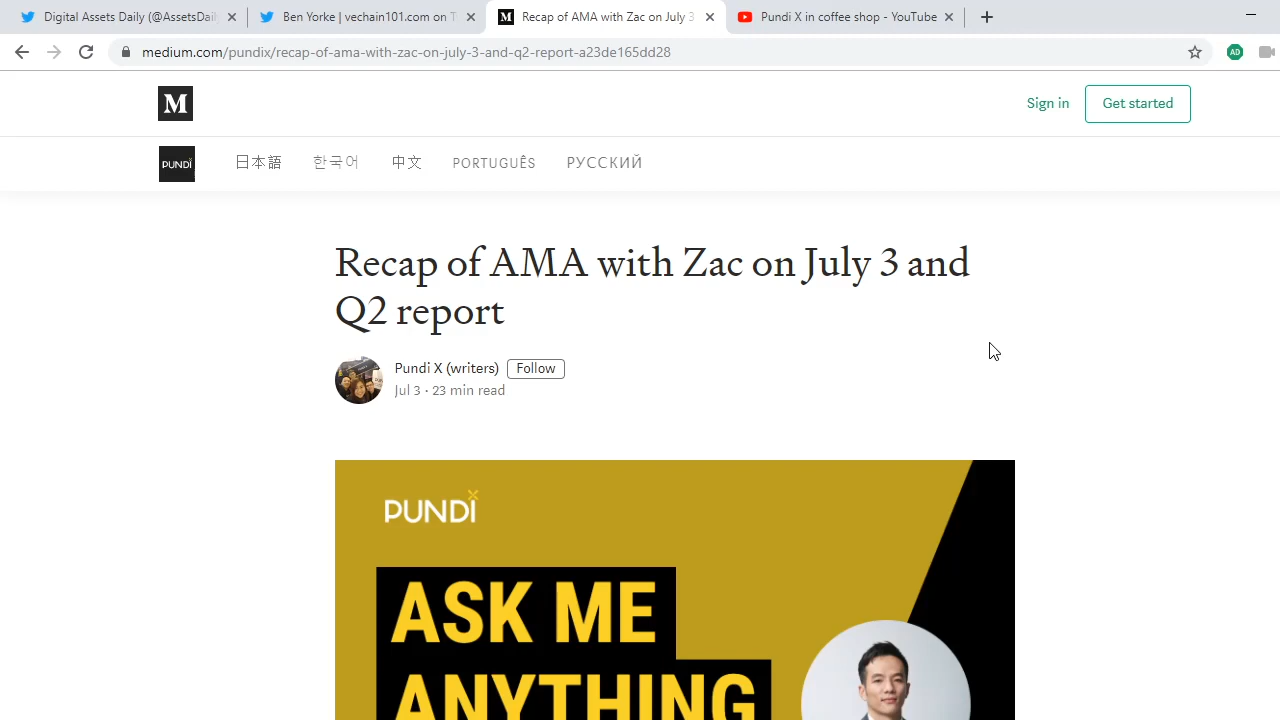 Digital Assets Daily (@AssetsDail
Ben Yorke | vechain101.com on T
Recap of AMA with Zac on July 3
Pundi X in coffee shop - YouTube
medium.com/pundix/recap-of-ama-with-zac-on-july-3-and-q2-report-a23de165dd28
AD
M
Sign in
Get started
PUNDI
日本語
한국어
中文
PORTUGUÊS
РУССКИЙ
Recap of AMA with Zac on July 3 and
Q2 report
Pundi X (writers)
Follow
Jul 3 · 23 min read
PUNDI
ASK ME
ANYTHING